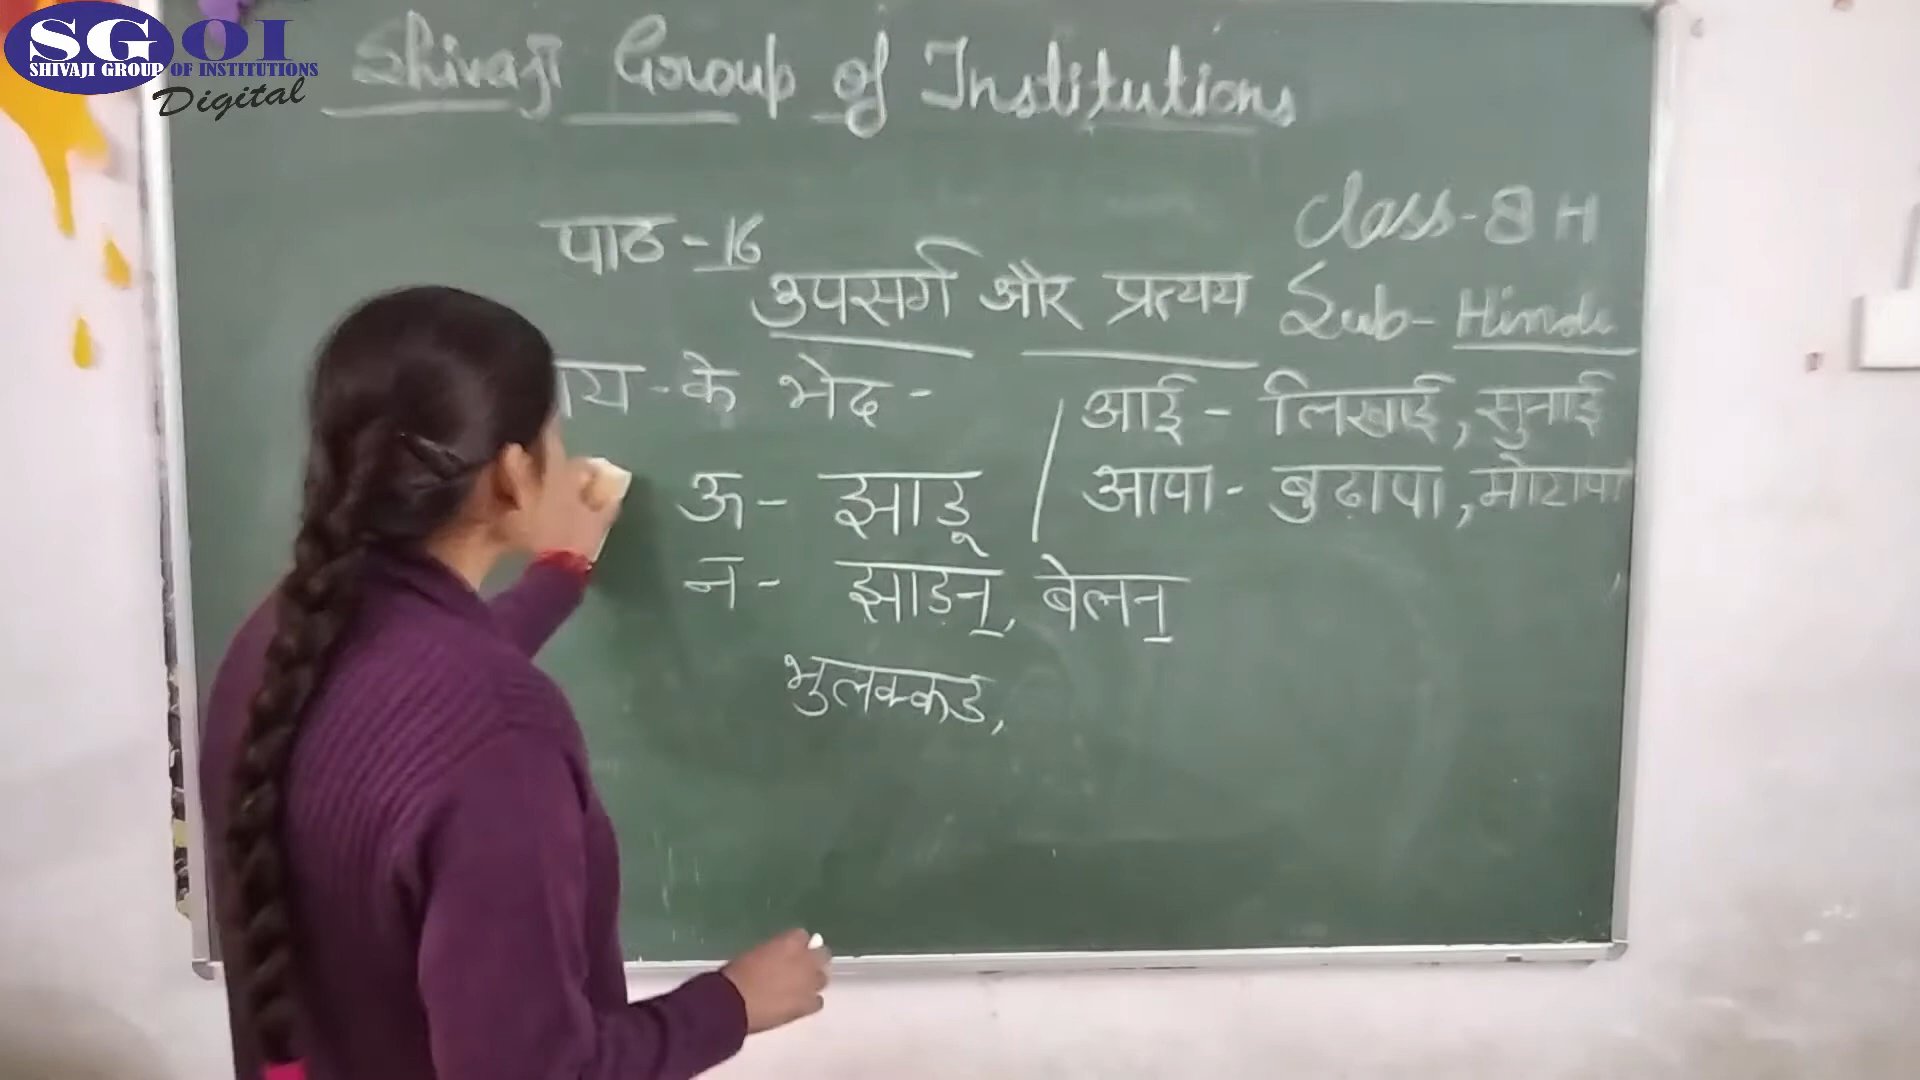 SGOI
SHIVAJI GROUP OF INSTITUTIONS
Digital
Shivaji Group of Institutions
Class-8 H
पाठ-16
उपसर्ग और प्रत्यय
Sub-Hindi
के भेद-
ऊ- झाडू
न- झाडन, बेलन
भुलक्कड,
आई- लिखाई, सुनाई
आपा- बुढापा, मोटापा